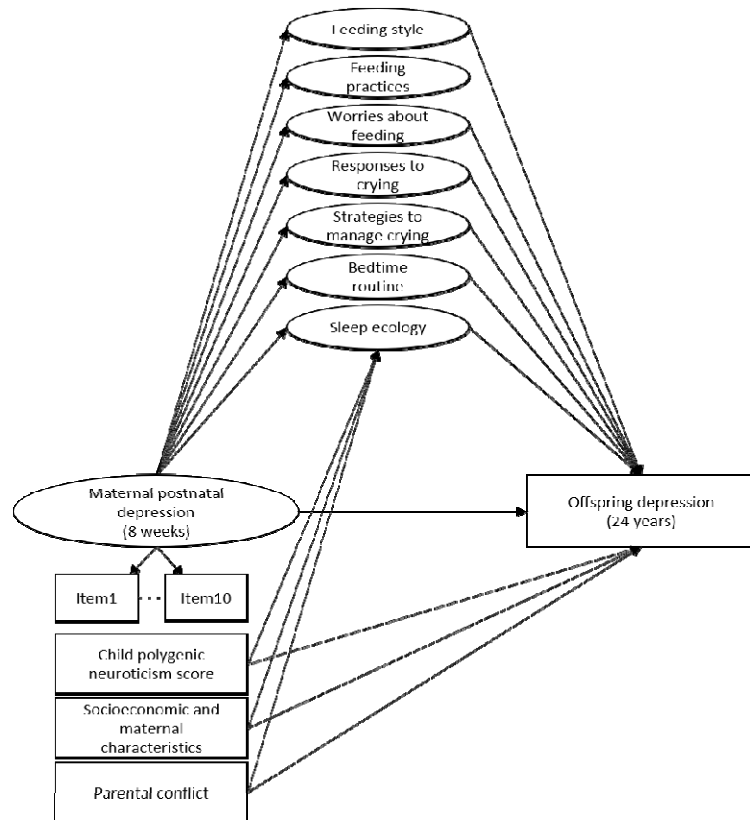 Feeding style
Feeding
practices
Worries about
feeding
Responses to
crying
Strategies to
manage crying
Bedtime
routine
Sleep ecology
Maternal postnatal
depression
(8 weeks)
Offspring depression
(24 years)
Item1
Item10
Child polygenic
neuroticism score
Socioeconomic and
maternal
characteristics
Parental conflict